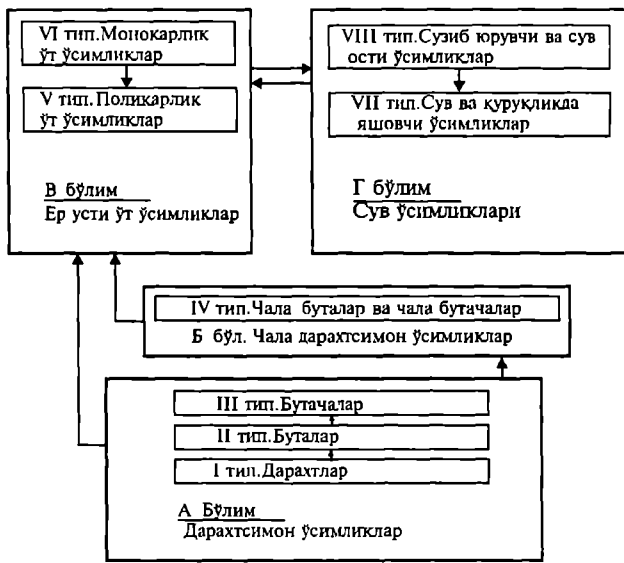 VI тип.Монокарлик
ўт ўсимликлар
V тип.Поликарлик
ўт ўсимликлар
В бўлим
Ер усти ўт ўсимликлар
VIII тип.Сузиб юрувчи ва сув
ости ўсимликлар
VII тип.Сув ва қуруқликда
яшовчи ўсимликлар
Г бўлим
Сув ўсимликлари
IV тип.Чала буталар ва чала бутачалар
Б бўл. Чала дарахтсимон ўсимликлар
III тип.Бутачалар
II тип.Буталар
I тип.Дарахтлар
А Бўлим
Дарахтсимон ўсимликлар